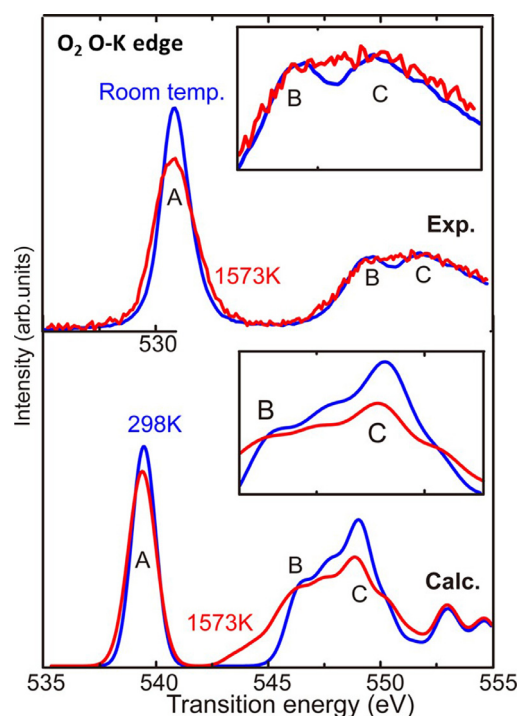 O₂ O-K edge
Room temp.
B
C
A
Exp.
1573K
B
C
530
Intensity (arb.units)
298K
B
C
A
B
1573K
C
Calc.
535 540 545 550 555
Transition energy (eV)